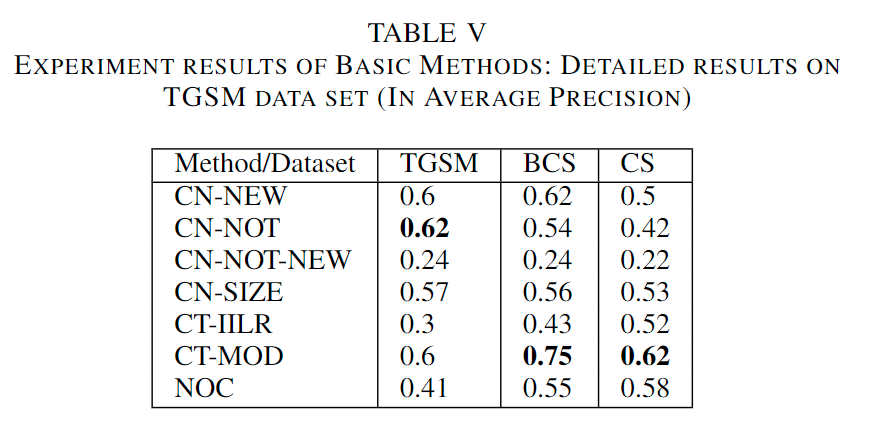 TABLE V
EXPERIMENT RESULTS OF BASIC METHODS: DETAILED RESULTS ON
TGSM DATA SET (IN AVERAGE PRECISION)
Method/Dataset TGSM BCS CS
CN-NEW 0.6 0.62 0.5
CN-NOT 0.62 0.54 0.42
CN-NOT-NEW 0.24 0.24 0.22
CN-SIZE 0.57 0.56 0.53
CT-IILR 0.3 0.43 0.52
CT-MOD 0.6 0.75 0.62
NOC 0.41 0.55 0.58